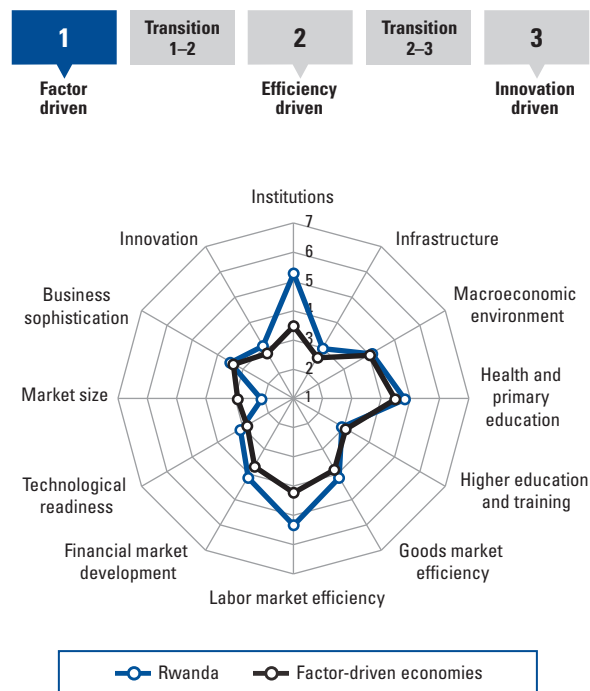 1
Transition
1–2
2
Transition
2–3
3
Factor
driven
Efficiency
driven
Innovation
driven
Institutions
7
Innovation
Infrastructure
6
5
Business
sophistication
Macroeconomic
environment
4
3
2
Market size
1
Health and
primary
education
Technological
readiness
Higher education
and training
Financial market
development
Goods market
efficiency
Labor market efficiency
Rwanda
Factor-driven economies